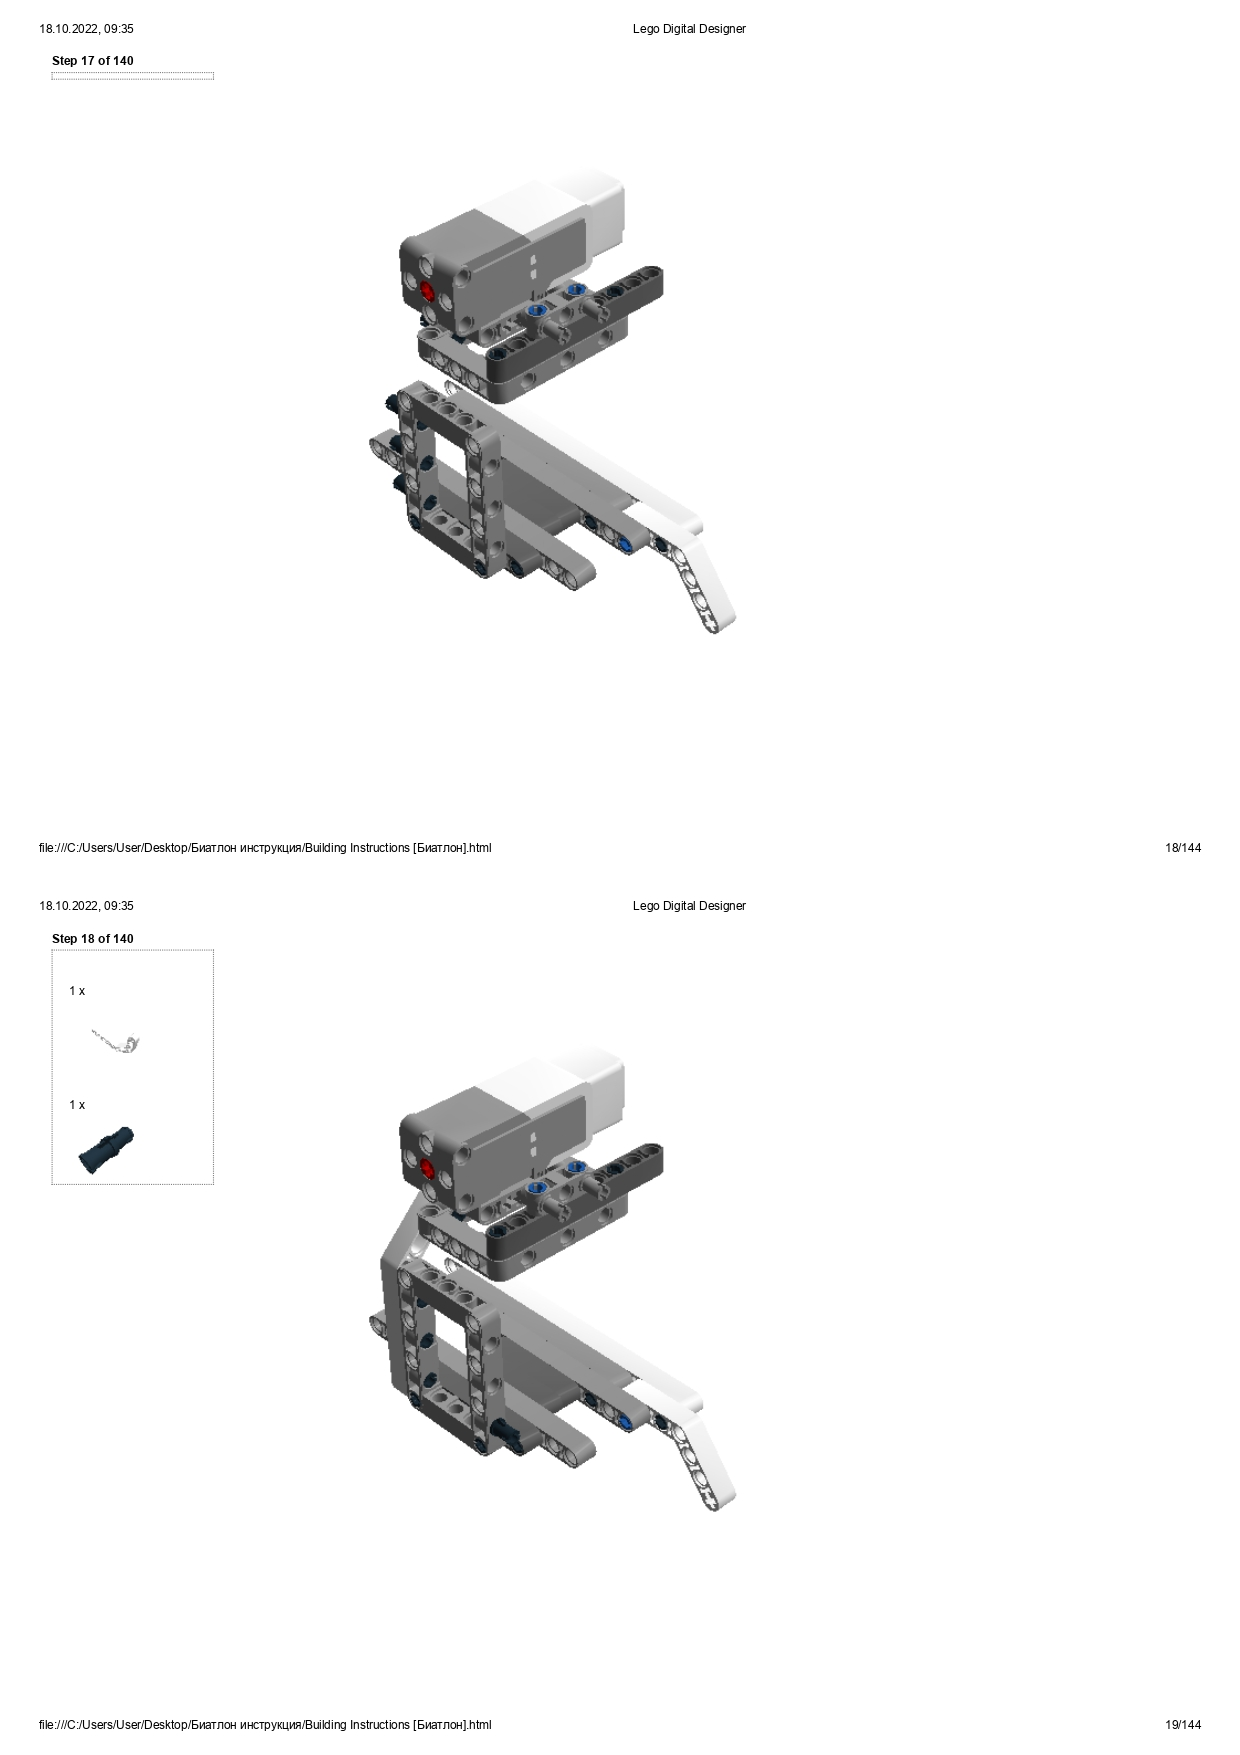 18.10.2022, 09:35 Lego Digital Designer
Step 17 of 140
file:///C:/Users/User/Desktop/Биатлон инструкция/Building Instructions [Биатлон].html 18/144
18.10.2022, 09:35 Lego Digital Designer
Step 18 of 140
1 x
1 x
file:///C:/Users/User/Desktop/Биатлон инструкция/Building Instructions [Биатлон].html 19/144